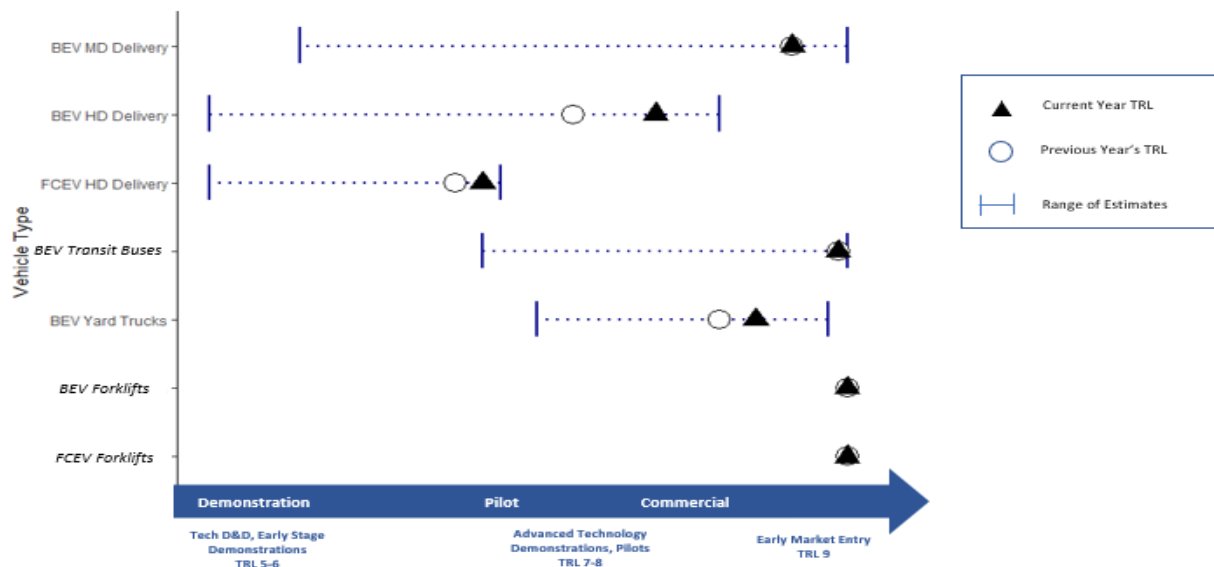 Vehicle Type
BEV MD Delivery
BEV HD Delivery
FCEV HD Delivery
BEV Transit Buses
BEV Yard Trucks
BEV Forklifts
FCEV Forklifts
Current Year TRL
Previous Year's TRL
Range of Estimates
Demonstration
Pilot
Commercial
Tech D&D, Early Stage
Demonstrations
TRL 5-6
Advanced Technology
Demonstrations, Pilots
TRL 7-8
Early Market Entry
TRL 9